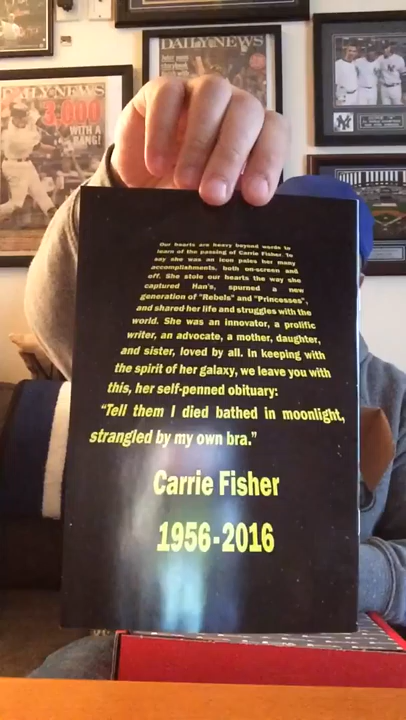 DAILY NEWS
DAILY NEWS
3,000
WITH A
BANG!
Our hearts are heavy beyond words to
learn of the passing of Carrie Fisher. To
say she was an icon pales her many
accomplishments, both on-screen and
off. She stole our hearts the way she
captured Han's, spurned a new
generation of "Rebels" and "Princesses",
and shared her life and struggles with the
world. She was an innovator, a prolific
writer, an advocate, a mother, daughter,
and sister, loved by all. In keeping with
the spirit of her galaxy, we leave you with
this, her self-penned obituary:
"Tell them I died bathed in moonlight,
strangled by my own bra."
Carrie Fisher
1956-2016